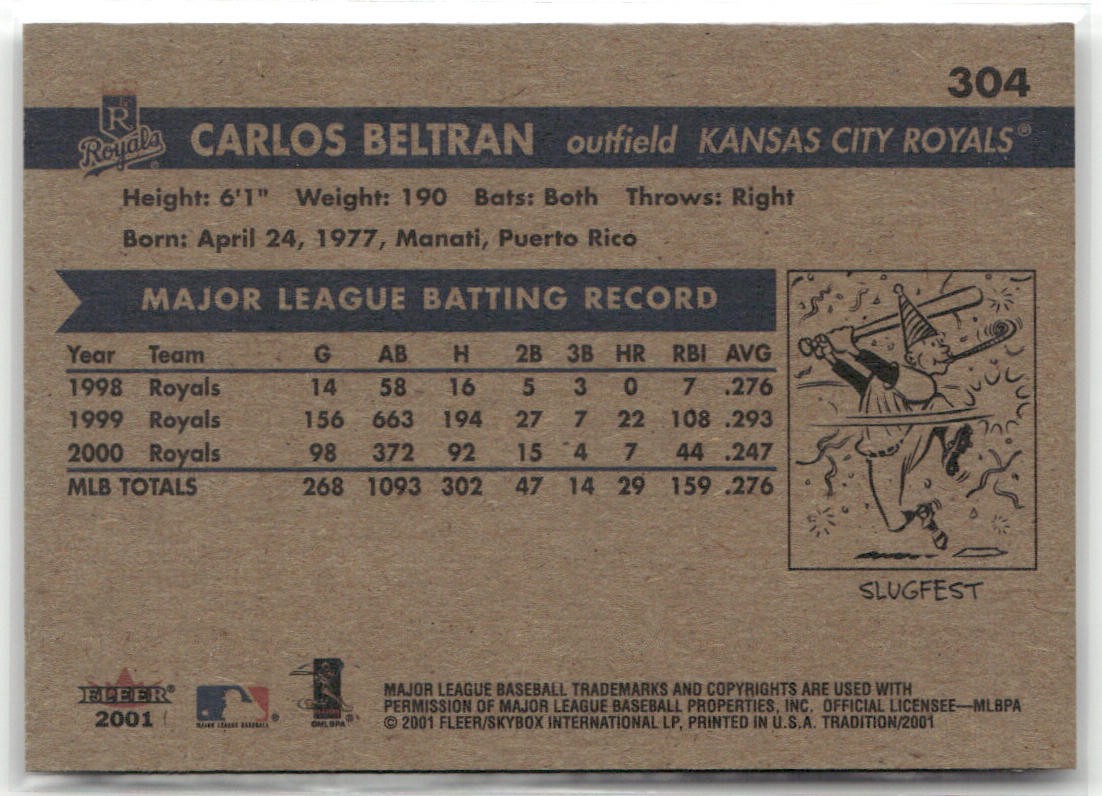 304
R
Royals
CARLOS BELTRAN outfield KANSAS CITY ROYALS®
Height: 6'1" Weight: 190 Bats: Both Throws: Right
Born: April 24, 1977, Manati, Puerto Rico
MAJOR LEAGUE BATTING RECORD
Year Team G AB H 2B 3B HR RBI AVG
1998 Royals 14 58 16 5 3 0 7 .276
1999 Royals 156 663 194 27 7 22 108 .293
2000 Royals 98 372 92 15 4 7 44 .247
MLB TOTALS 268 1093 302 47 14 29 159 .276
SLUGFEST
FLEER®
2001
MAJOR LEAGUE BASEBALL®
©MLBPA®
MAJOR LEAGUE BASEBALL TRADEMARKS AND COPYRIGHTS ARE USED WITH
PERMISSION OF MAJOR LEAGUE BASEBALL PROPERTIES, INC. OFFICIAL LICENSEE—MLBPA
© 2001 FLEER/SKYBOX INTERNATIONAL LP, PRINTED IN U.S.A. TRADITION/2001